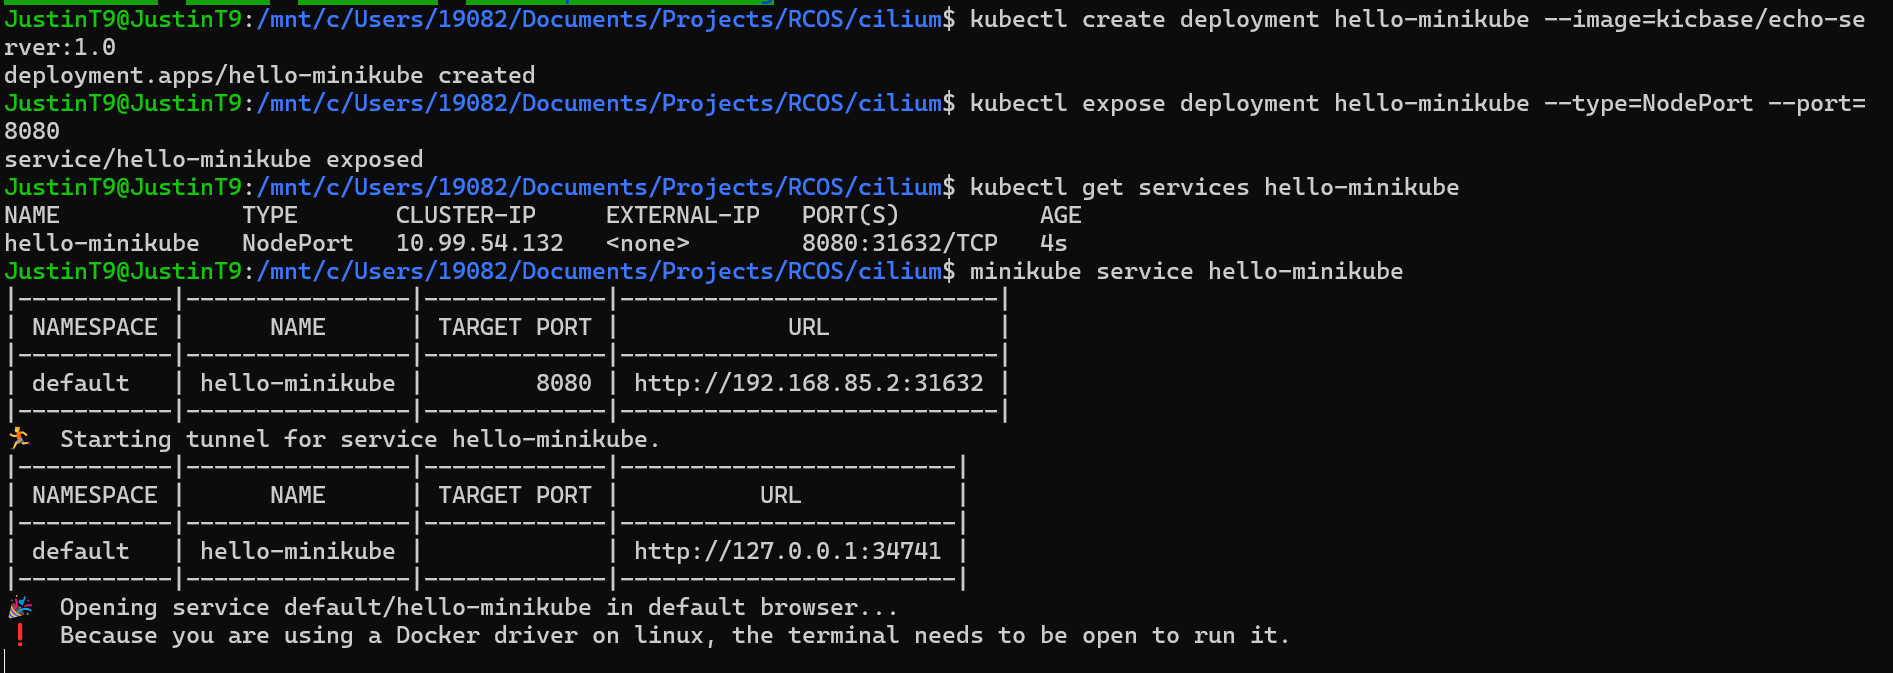 JustinT9@JustinT9:/mnt/c/Users/19082/Documents/Projects/RCOS/cilium$ kubectl create deployment hello-minikube --image=kicbase/echo-se
rver:1.0
deployment.apps/hello-minikube created
JustinT9@JustinT9:/mnt/c/Users/19082/Documents/Projects/RCOS/cilium$ kubectl expose deployment hello-minikube --type=NodePort --port=
8080
service/hello-minikube exposed
JustinT9@JustinT9:/mnt/c/Users/19082/Documents/Projects/RCOS/cilium$ kubectl get services hello-minikube
NAME             TYPE       CLUSTER-IP     EXTERNAL-IP   PORT(S)          AGE
hello-minikube   NodePort   10.99.54.132   <none>        8080:31632/TCP   4s
JustinT9@JustinT9:/mnt/c/Users/19082/Documents/Projects/RCOS/cilium$ minikube service hello-minikube
|-----------|----------------|-------------|---------------------------|
| NAMESPACE |      NAME      | TARGET PORT |            URL            |
|-----------|----------------|-------------|---------------------------|
| default   | hello-minikube |        8080 | http://192.168.85.2:31632 |
|-----------|----------------|-------------|---------------------------|
🏃  Starting tunnel for service hello-minikube.
|-----------|----------------|-------------|------------------------|
| NAMESPACE |      NAME      | TARGET PORT |          URL           |
|-----------|----------------|-------------|------------------------|
| default   | hello-minikube |             | http://127.0.0.1:34741 |
|-----------|----------------|-------------|------------------------|
🎉  Opening service default/hello-minikube in default browser...
❗  Because you are using a Docker driver on linux, the terminal needs to be open to run it.